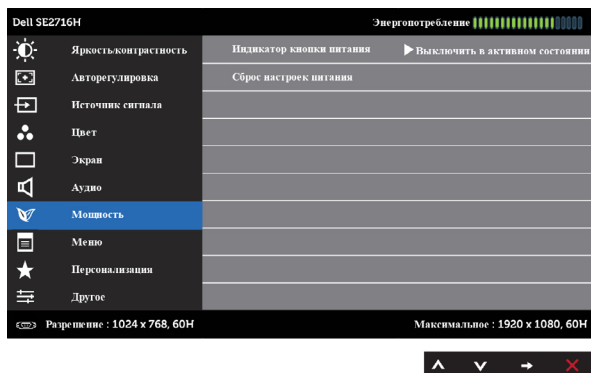 Dell SE2716H Энергопотребление
Яркость/контрастность Индикатор кнопки питания Выключить в активном состоянии
Авторегулировка Сброс настроек питания
Источник сигнала
Цвет
Экран
Аудио
Мощность
Меню
Персонализация
Другое
Разрешение : 1024 x 768, 60H Максимальное : 1920 x 1080, 60H